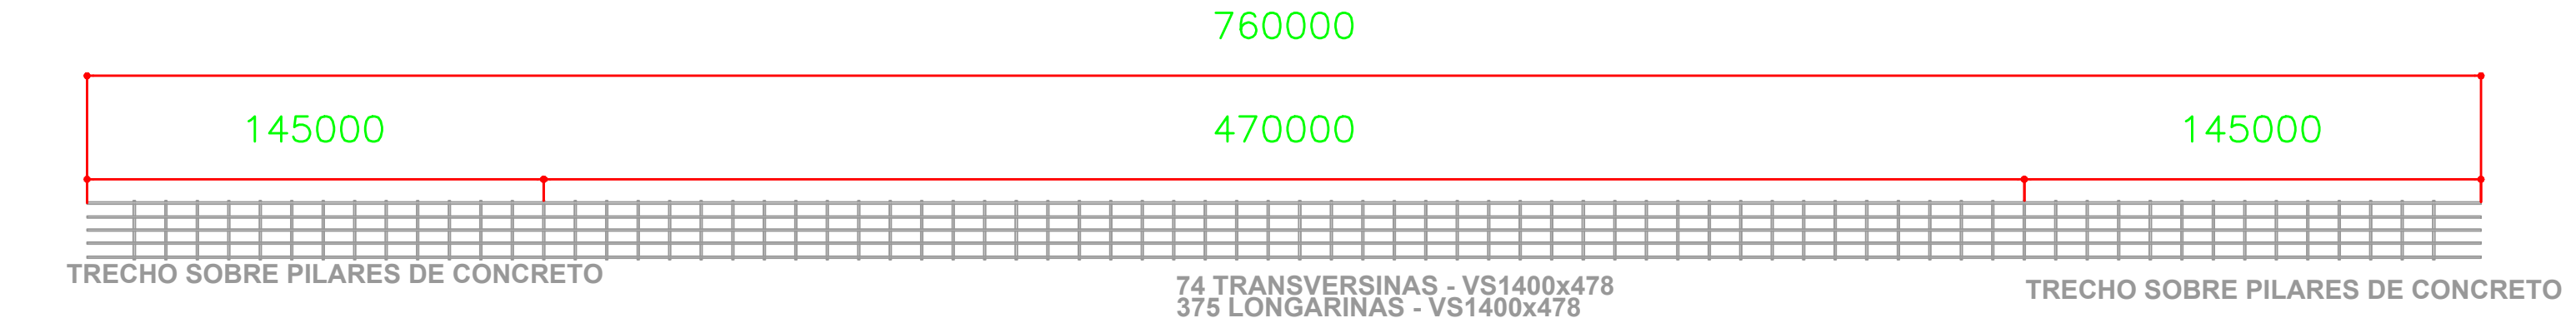 760000
145000
470000
145000
TRECHO SOBRE PILARES DE CONCRETO
74 TRANSVERSINAS - VS1400x478
375 LONGARINAS - VS1400x478
TRECHO SOBRE PILARES DE CONCRETO